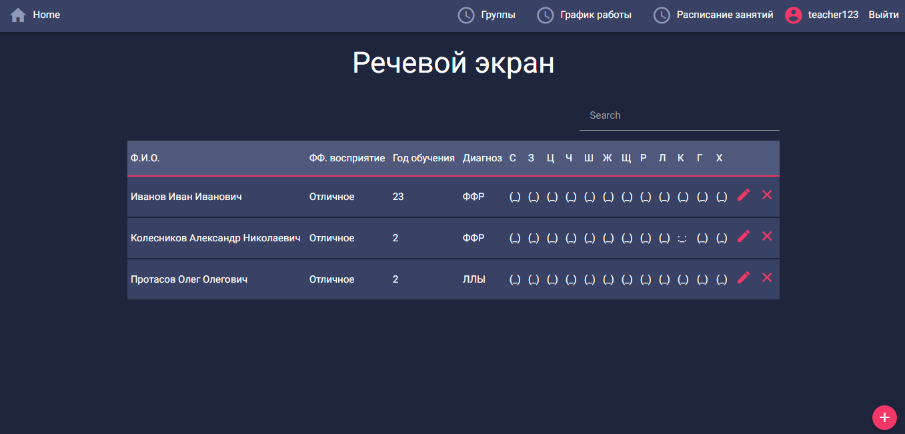 Home Группы График работы Расписание занятий teacher123 Выйти
Речевой экран
Search
Ф.И.О. ФФ. восприятие Год обучения Диагноз С З Ц Ч Ш Ж Щ Р Л К Г Х
Иванов Иван Иванович Отличное 23 ФФР (_) (_) (_) (_) (_) (_) (_) (_) (_) (_) (_) (_)
Колесников Александр Николаевич Отличное 2 ФФР (_) (_) (_) (_) (_) (_) (_) (_) (_) :_: (_) (_)
Протасов Олег Олегович Отличное 2 ЛЛЫ (_) (_) (_) (_) (_) (_) (_) (_) (_) (_) (_) (_)